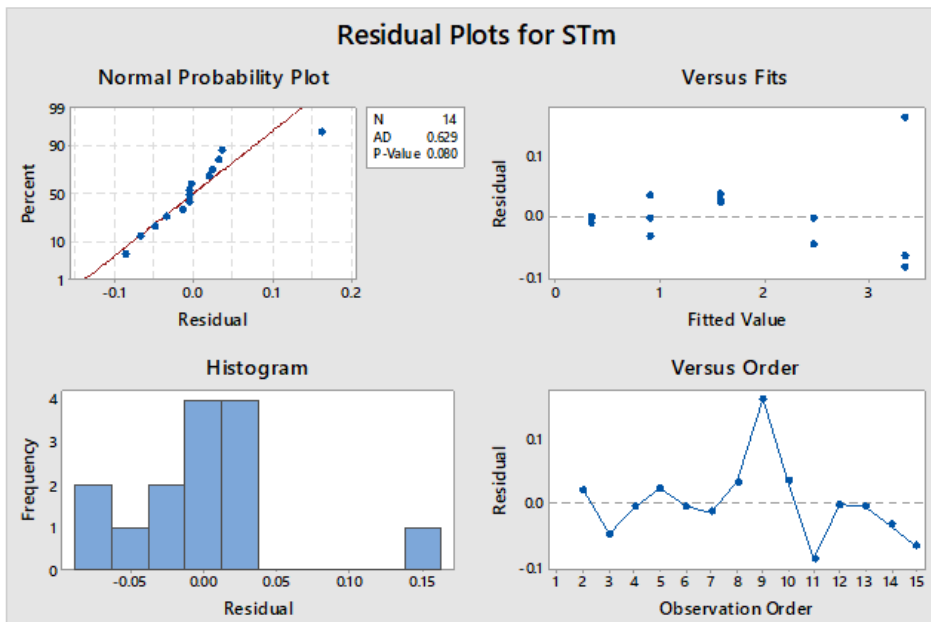 Residual Plots for STm
Normal Probability Plot
99
90
50
10
1
Percent
-0.1 0.0 0.1 0.2
Residual
N 14
AD 0.629
P-Value 0.080
Versus Fits
0.1
0.0
-0.1
Residual
0 1 2 3
Fitted Value
Histogram
4
3
2
1
0
Frequency
-0.05 0.00 0.05 0.10 0.15
Residual
Versus Order
0.1
0.0
-0.1
Residual
1 2 3 4 5 6 7 8 9 10 11 12 13 14 15
Observation Order